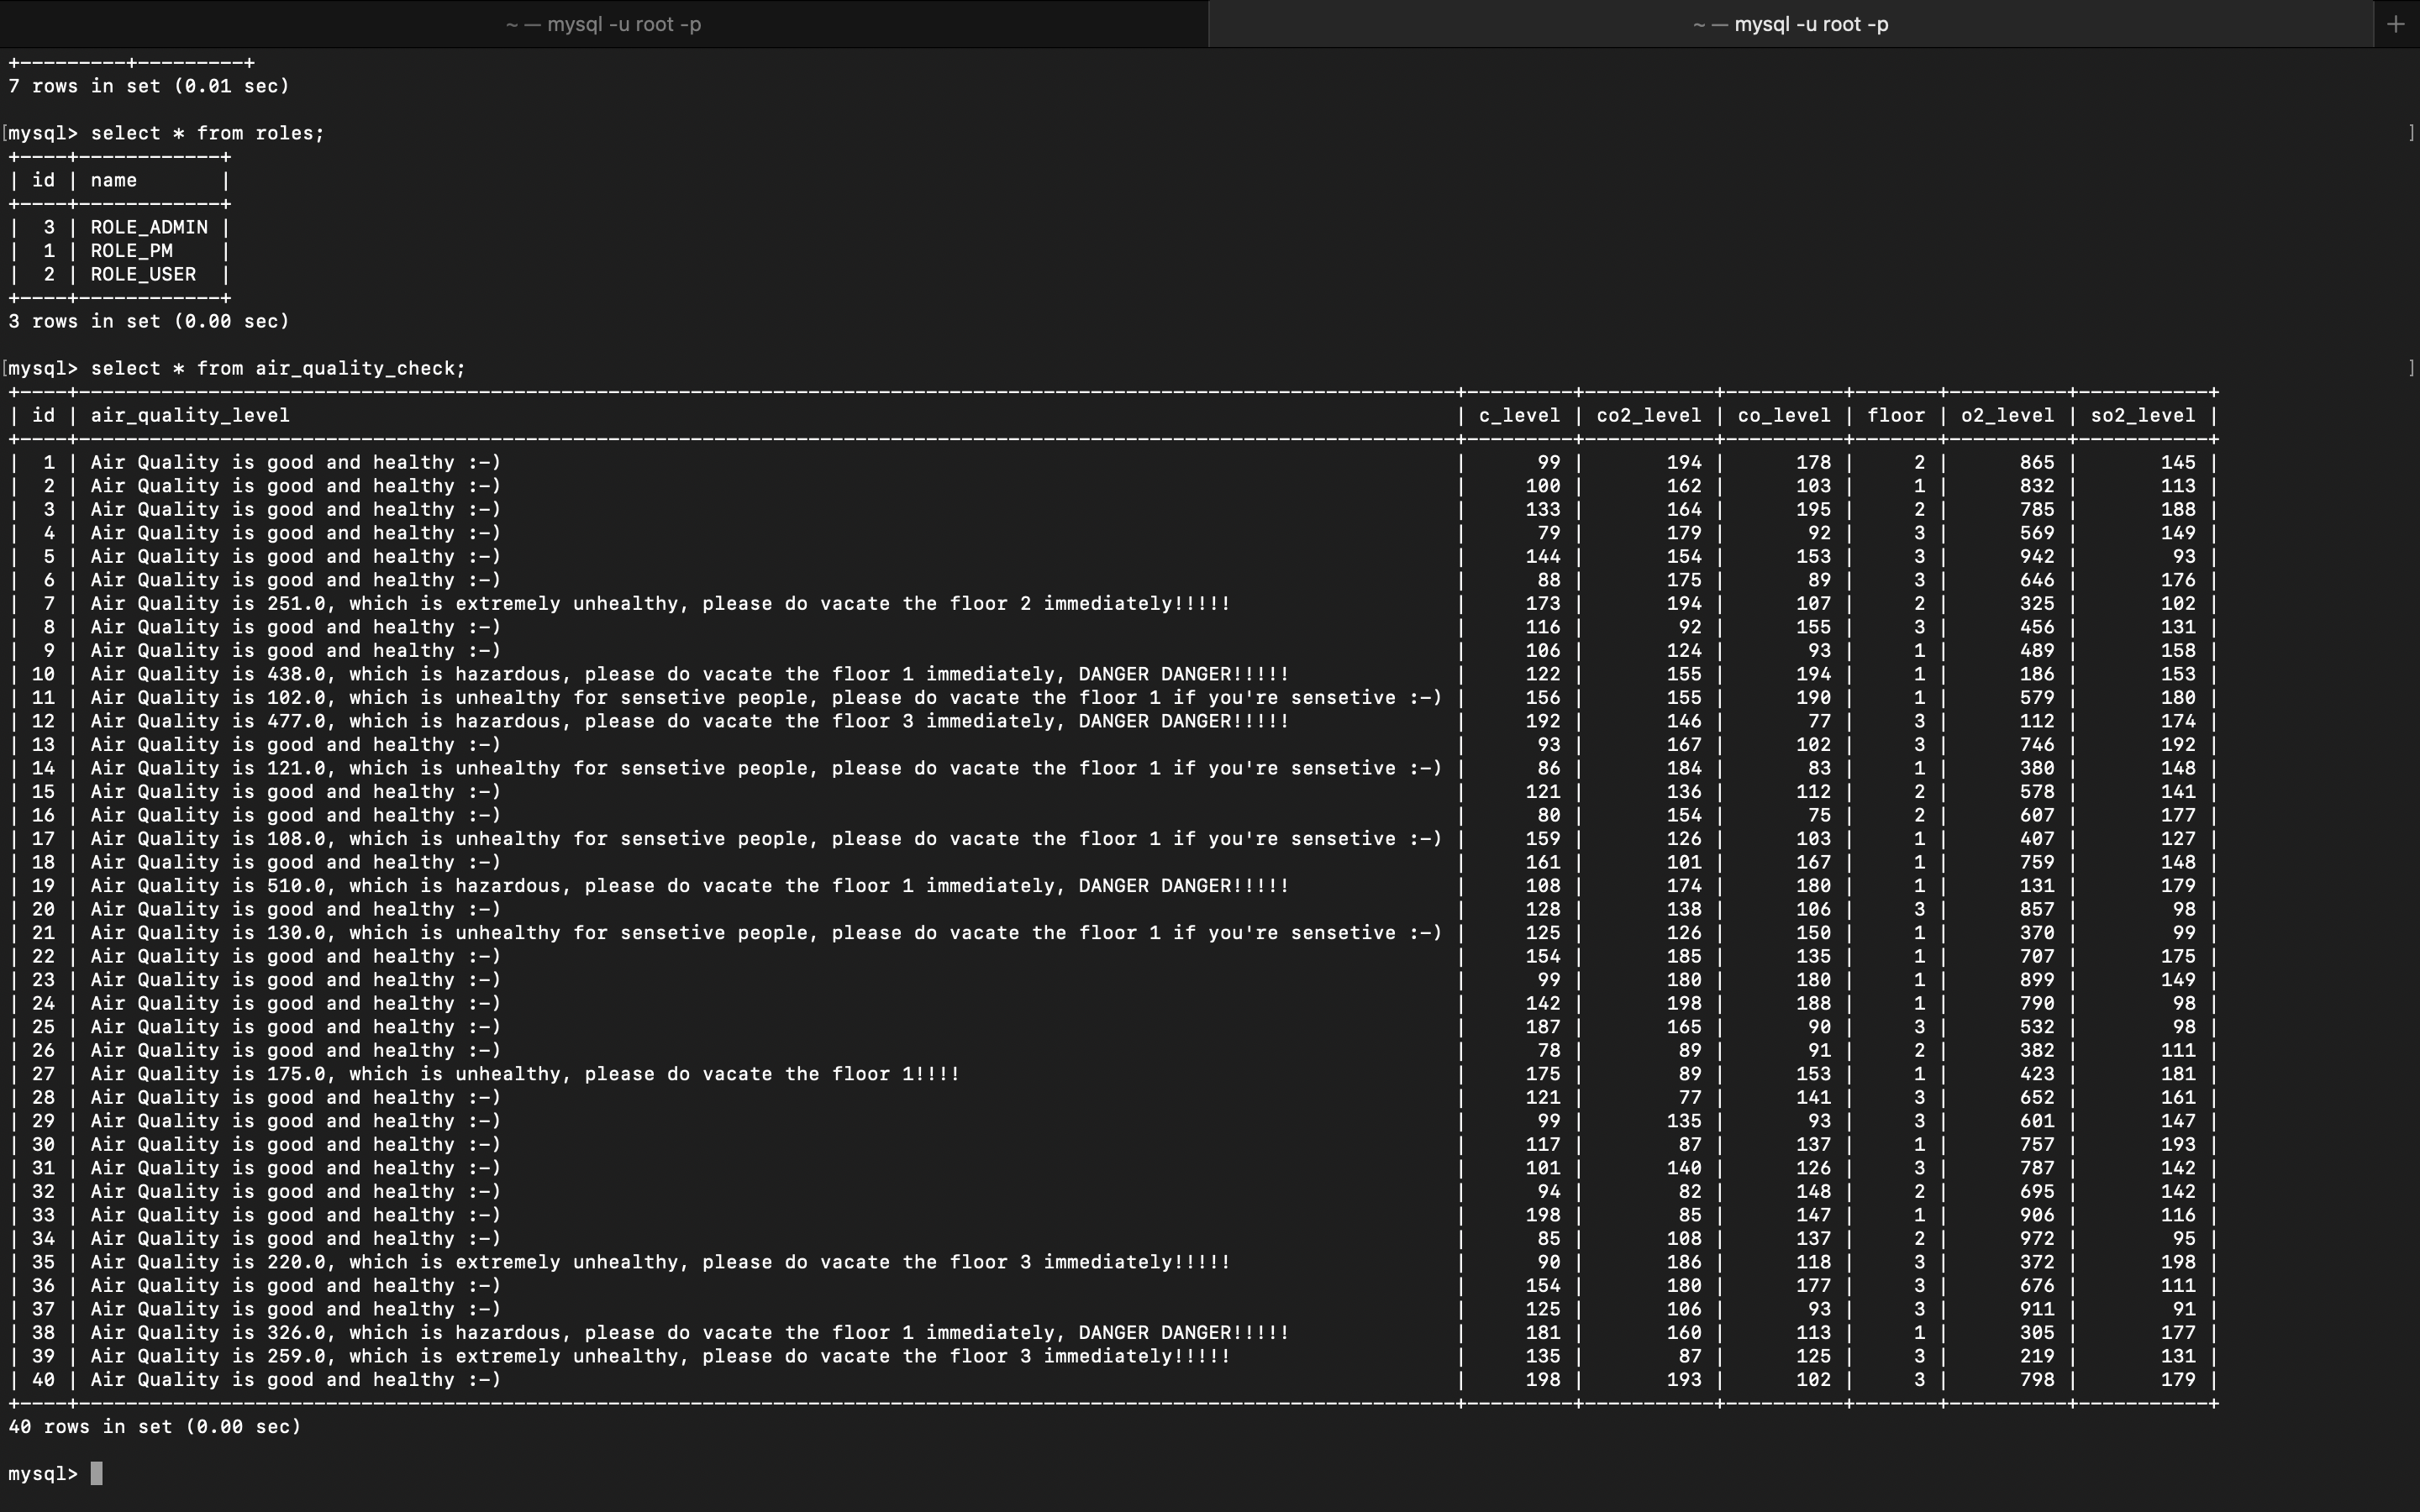 ~ — mysql -u root -p
~ — mysql -u root -p
+
+---------+---------+
7 rows in set (0.01 sec)
[mysql> select * from roles; ]
+----+------------+
| id | name       |
+----+------------+
|  3 | ROLE_ADMIN |
|  1 | ROLE_PM    |
|  2 | ROLE_USER  |
+----+------------+
3 rows in set (0.00 sec)
[mysql> select * from air_quality_check; ]
| id | air_quality_level | c_level | co2_level | co_level | floor | o2_level | so2_level |
| 1 | Air Quality is good and healthy :-) | 99 | 194 | 178 | 2 | 865 | 145 |
| 2 | Air Quality is good and healthy :-) | 100 | 162 | 103 | 1 | 832 | 113 |
| 3 | Air Quality is good and healthy :-) | 133 | 164 | 195 | 2 | 785 | 188 |
| 4 | Air Quality is good and healthy :-) | 79 | 179 | 92 | 3 | 569 | 149 |
| 5 | Air Quality is good and healthy :-) | 144 | 154 | 153 | 3 | 942 | 93 |
| 6 | Air Quality is good and healthy :-) | 88 | 175 | 89 | 3 | 646 | 176 |
| 7 | Air Quality is 251.0, which is extremely unhealthy, please do vacate the floor 2 immediately!!!!! | 173 | 194 | 107 | 2 | 325 | 102 |
| 8 | Air Quality is good and healthy :-) | 116 | 92 | 155 | 3 | 456 | 131 |
| 9 | Air Quality is good and healthy :-) | 106 | 124 | 93 | 1 | 489 | 158 |
| 10 | Air Quality is 438.0, which is hazardous, please do vacate the floor 1 immediately, DANGER DANGER!!!!! | 122 | 155 | 194 | 1 | 186 | 153 |
| 11 | Air Quality is 102.0, which is unhealthy for sensetive people, please do vacate the floor 1 if you're sensetive :-) | 156 | 155 | 190 | 1 | 579 | 180 |
| 12 | Air Quality is 477.0, which is hazardous, please do vacate the floor 3 immediately, DANGER DANGER!!!!! | 192 | 146 | 77 | 3 | 112 | 174 |
| 13 | Air Quality is good and healthy :-) | 93 | 167 | 102 | 3 | 746 | 192 |
| 14 | Air Quality is 121.0, which is unhealthy for sensetive people, please do vacate the floor 1 if you're sensetive :-) | 86 | 184 | 83 | 1 | 380 | 148 |
| 15 | Air Quality is good and healthy :-) | 121 | 136 | 112 | 2 | 578 | 141 |
| 16 | Air Quality is good and healthy :-) | 80 | 154 | 75 | 2 | 607 | 177 |
| 17 | Air Quality is 108.0, which is unhealthy for sensetive people, please do vacate the floor 1 if you're sensetive :-) | 159 | 126 | 103 | 1 | 407 | 127 |
| 18 | Air Quality is good and healthy :-) | 161 | 101 | 167 | 1 | 759 | 148 |
| 19 | Air Quality is 510.0, which is hazardous, please do vacate the floor 1 immediately, DANGER DANGER!!!!! | 108 | 174 | 180 | 1 | 131 | 179 |
| 20 | Air Quality is good and healthy :-) | 128 | 138 | 106 | 3 | 857 | 98 |
| 21 | Air Quality is 130.0, which is unhealthy for sensetive people, please do vacate the floor 1 if you're sensetive :-) | 125 | 126 | 150 | 1 | 370 | 99 |
| 22 | Air Quality is good and healthy :-) | 154 | 185 | 135 | 1 | 707 | 175 |
| 23 | Air Quality is good and healthy :-) | 99 | 180 | 180 | 1 | 899 | 149 |
| 24 | Air Quality is good and healthy :-) | 142 | 198 | 188 | 1 | 790 | 98 |
| 25 | Air Quality is good and healthy :-) | 187 | 165 | 90 | 3 | 532 | 98 |
| 26 | Air Quality is good and healthy :-) | 78 | 89 | 91 | 2 | 382 | 111 |
| 27 | Air Quality is 175.0, which is unhealthy, please do vacate the floor 1!!!! | 175 | 89 | 153 | 1 | 423 | 181 |
| 28 | Air Quality is good and healthy :-) | 121 | 77 | 141 | 3 | 652 | 161 |
| 29 | Air Quality is good and healthy :-) | 99 | 135 | 93 | 3 | 601 | 147 |
| 30 | Air Quality is good and healthy :-) | 117 | 87 | 137 | 1 | 757 | 193 |
| 31 | Air Quality is good and healthy :-) | 101 | 140 | 126 | 3 | 787 | 142 |
| 32 | Air Quality is good and healthy :-) | 94 | 82 | 148 | 2 | 695 | 142 |
| 33 | Air Quality is good and healthy :-) | 198 | 85 | 147 | 1 | 906 | 116 |
| 34 | Air Quality is good and healthy :-) | 85 | 108 | 137 | 2 | 972 | 95 |
| 35 | Air Quality is 220.0, which is extremely unhealthy, please do vacate the floor 3 immediately!!!!! | 90 | 186 | 118 | 3 | 372 | 198 |
| 36 | Air Quality is good and healthy :-) | 154 | 180 | 177 | 3 | 676 | 111 |
| 37 | Air Quality is good and healthy :-) | 125 | 106 | 93 | 3 | 911 | 91 |
| 38 | Air Quality is 326.0, which is hazardous, please do vacate the floor 1 immediately, DANGER DANGER!!!!! | 181 | 160 | 113 | 1 | 305 | 177 |
| 39 | Air Quality is 259.0, which is extremely unhealthy, please do vacate the floor 3 immediately!!!!! | 135 | 87 | 125 | 3 | 219 | 131 |
| 40 | Air Quality is good and healthy :-) | 198 | 193 | 102 | 3 | 798 | 179 |
40 rows in set (0.00 sec)
mysql>